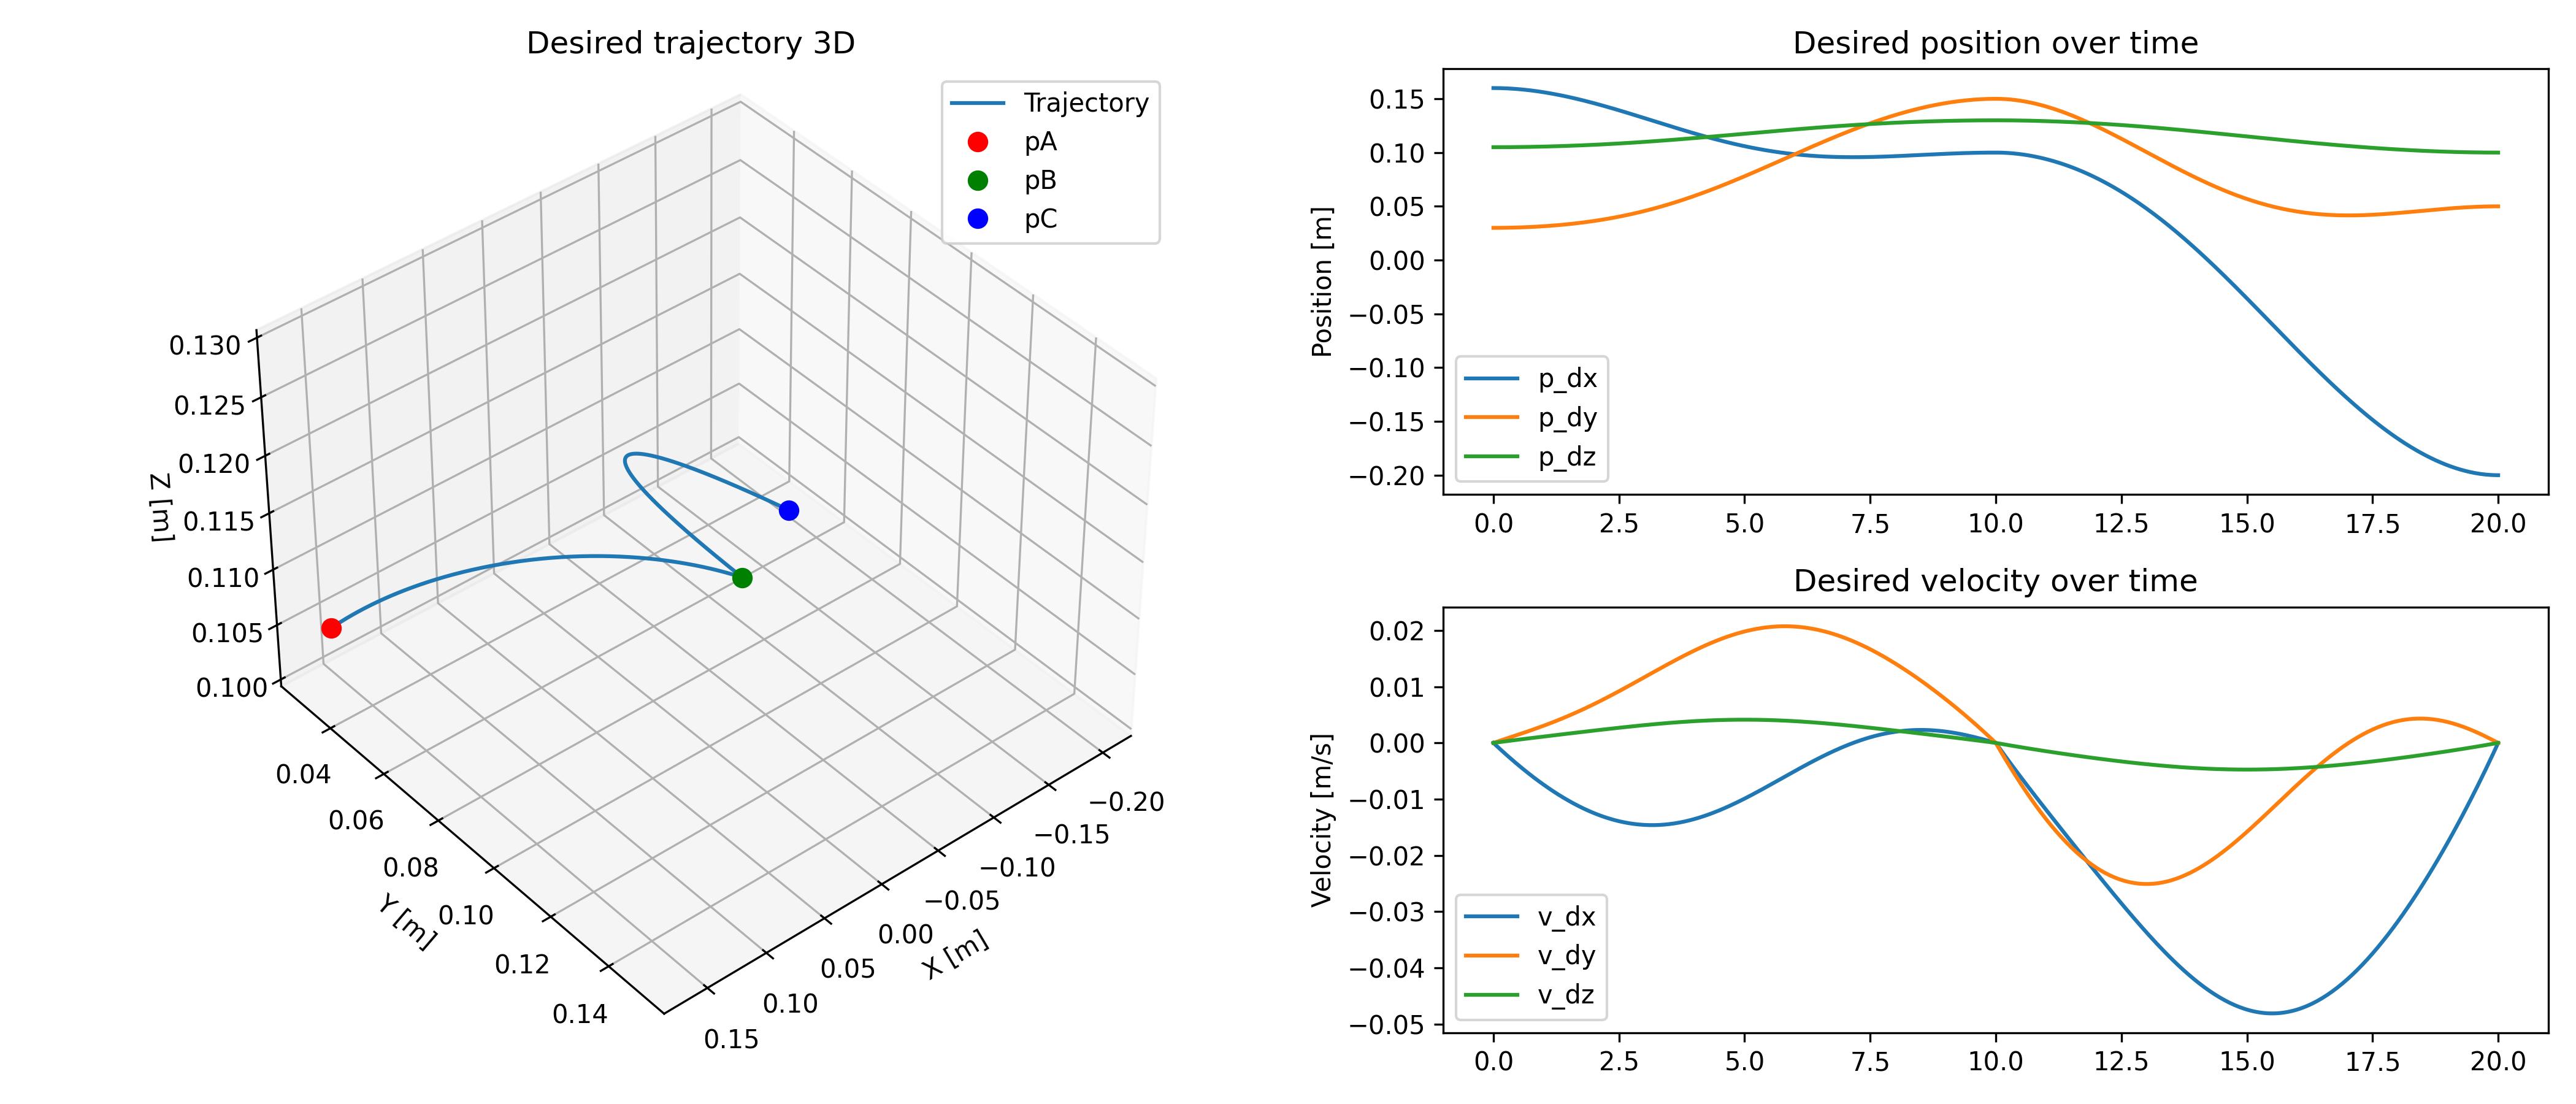 Desired trajectory 3D
Trajectory
pA
pB
pC
0.130
0.125
0.120
0.115
0.110
0.105
0.100
Z [m]
0.04
0.06
0.08
0.10
0.12
0.14
Y [m]
−0.20
−0.15
−0.10
−0.05
0.00
0.05
0.10
0.15
X [m]
Desired position over time
0.15
0.10
0.05
0.00
−0.05
−0.10
−0.15
−0.20
Position [m]
p_dx
p_dy
p_dz
0.0 2.5 5.0 7.5 10.0 12.5 15.0 17.5 20.0
Desired velocity over time
0.02
0.01
0.00
−0.01
−0.02
−0.03
−0.04
−0.05
Velocity [m/s]
v_dx
v_dy
v_dz
0.0 2.5 5.0 7.5 10.0 12.5 15.0 17.5 20.0